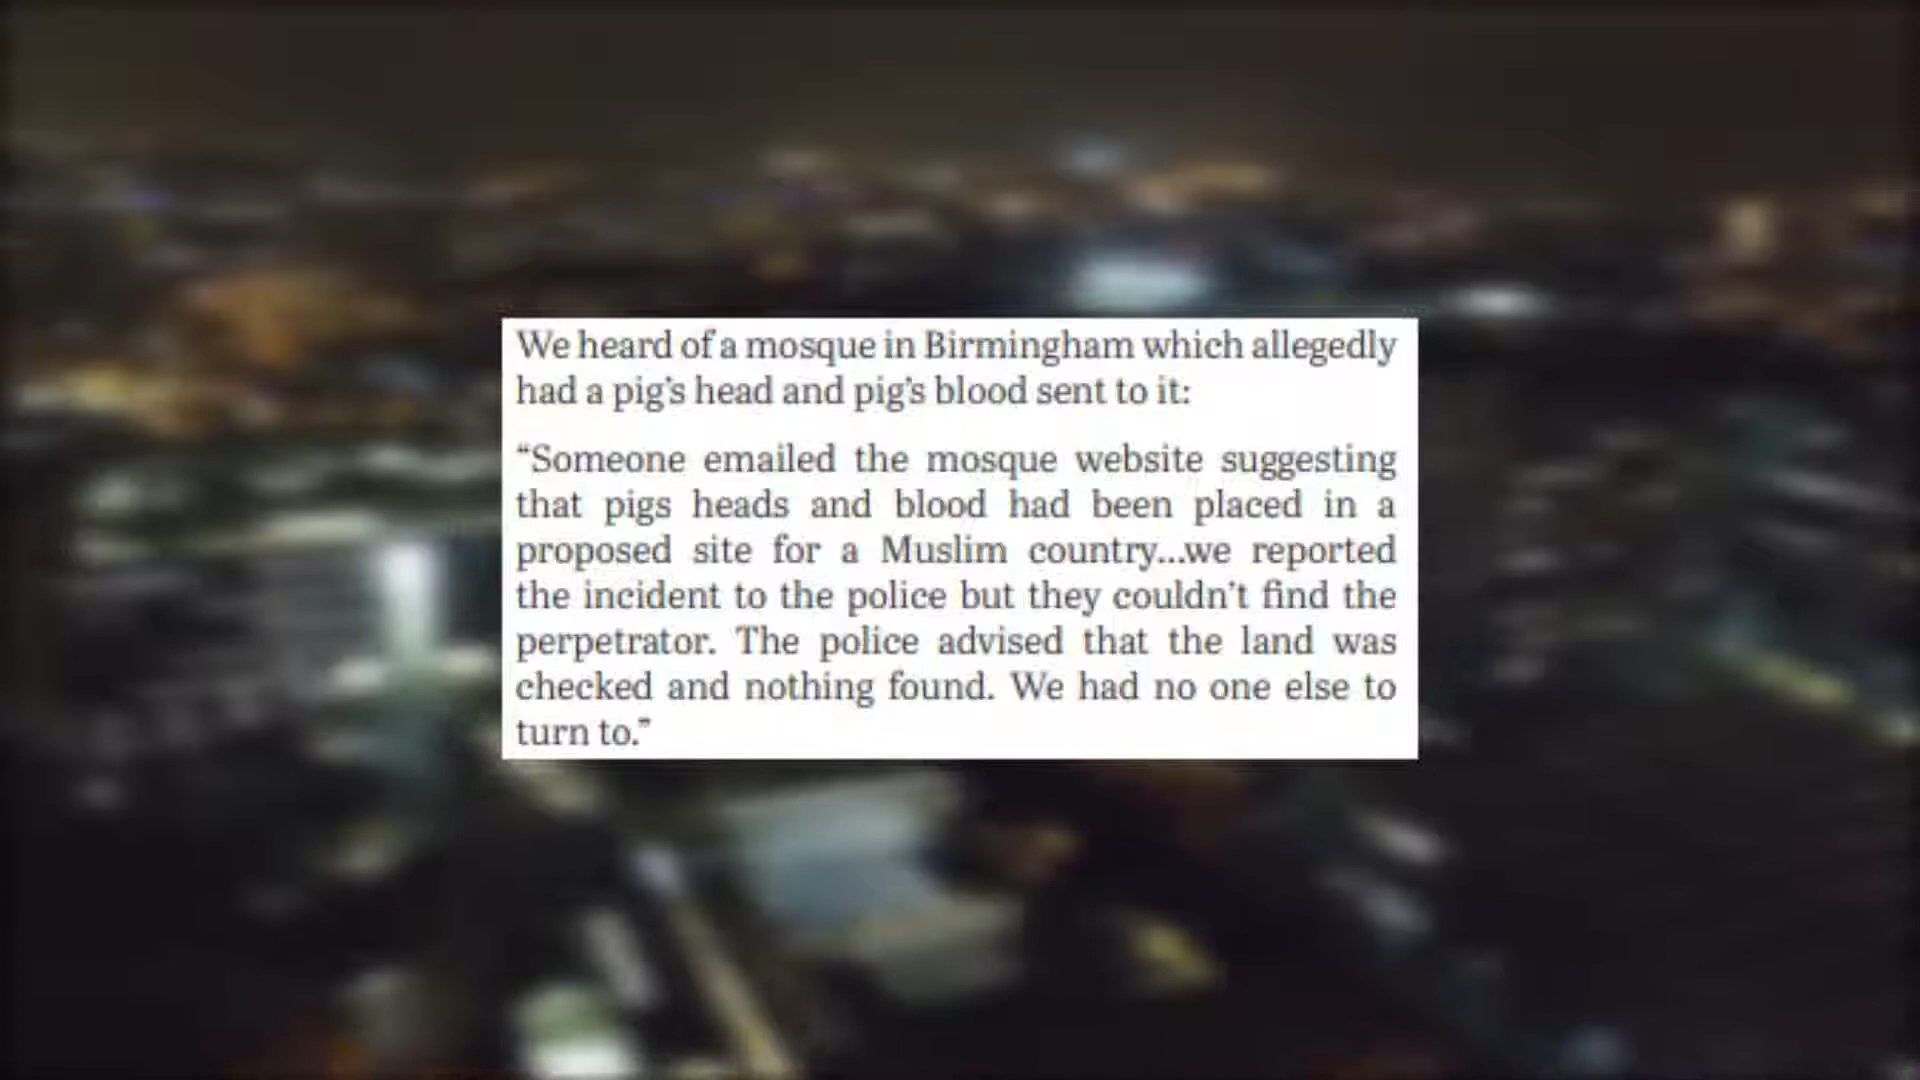 We heard of a mosque in Birmingham which allegedly
had a pig's head and pig's blood sent to it:
“Someone emailed the mosque website suggesting
that pigs heads and blood had been placed in a
proposed site for a Muslim country...we reported
the incident to the police but they couldn't find the
perpetrator. The police advised that the land was
checked and nothing found. We had no one else to
turn to.”